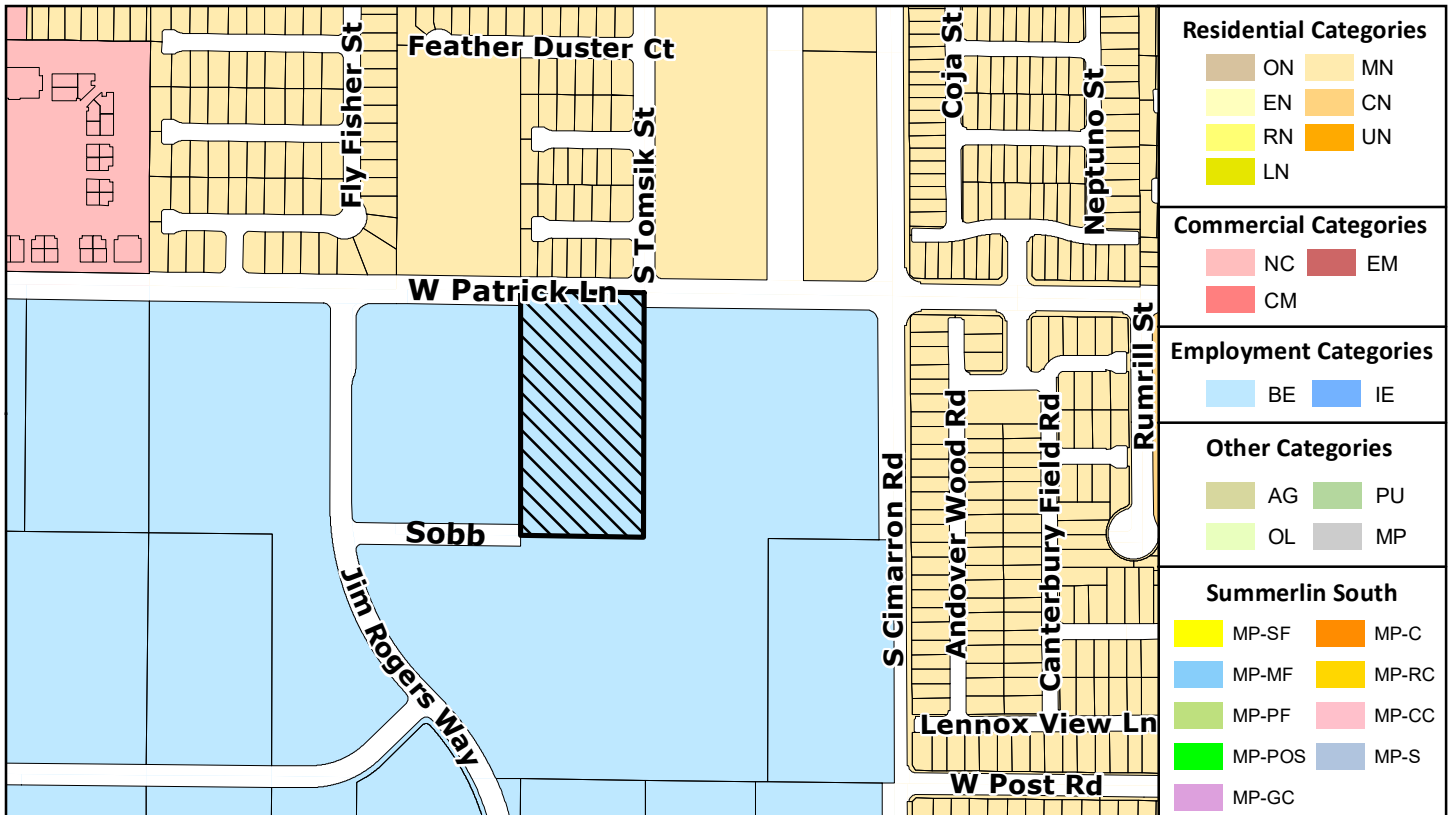 Feather Duster Ct
Fly Fisher St
S Tomsik St
Coja St
Neptuno St
W Patrick Ln
Rumrill St
Sobb
Jim Rogers Way
S Cimarron Rd
Andover Wood Rd
Canterbury Field Rd
Lennox View Ln
W Post Rd
Residential Categories
ON MN
EN CN
RN UN
LN
Commercial Categories
NC EM
CM
Employment Categories
BE IE
Other Categories
AG PU
OL MP
Summerlin South
MP-SF MP-C
MP-MF MP-RC
MP-PF MP-CC
MP-POS MP-S
MP-GC